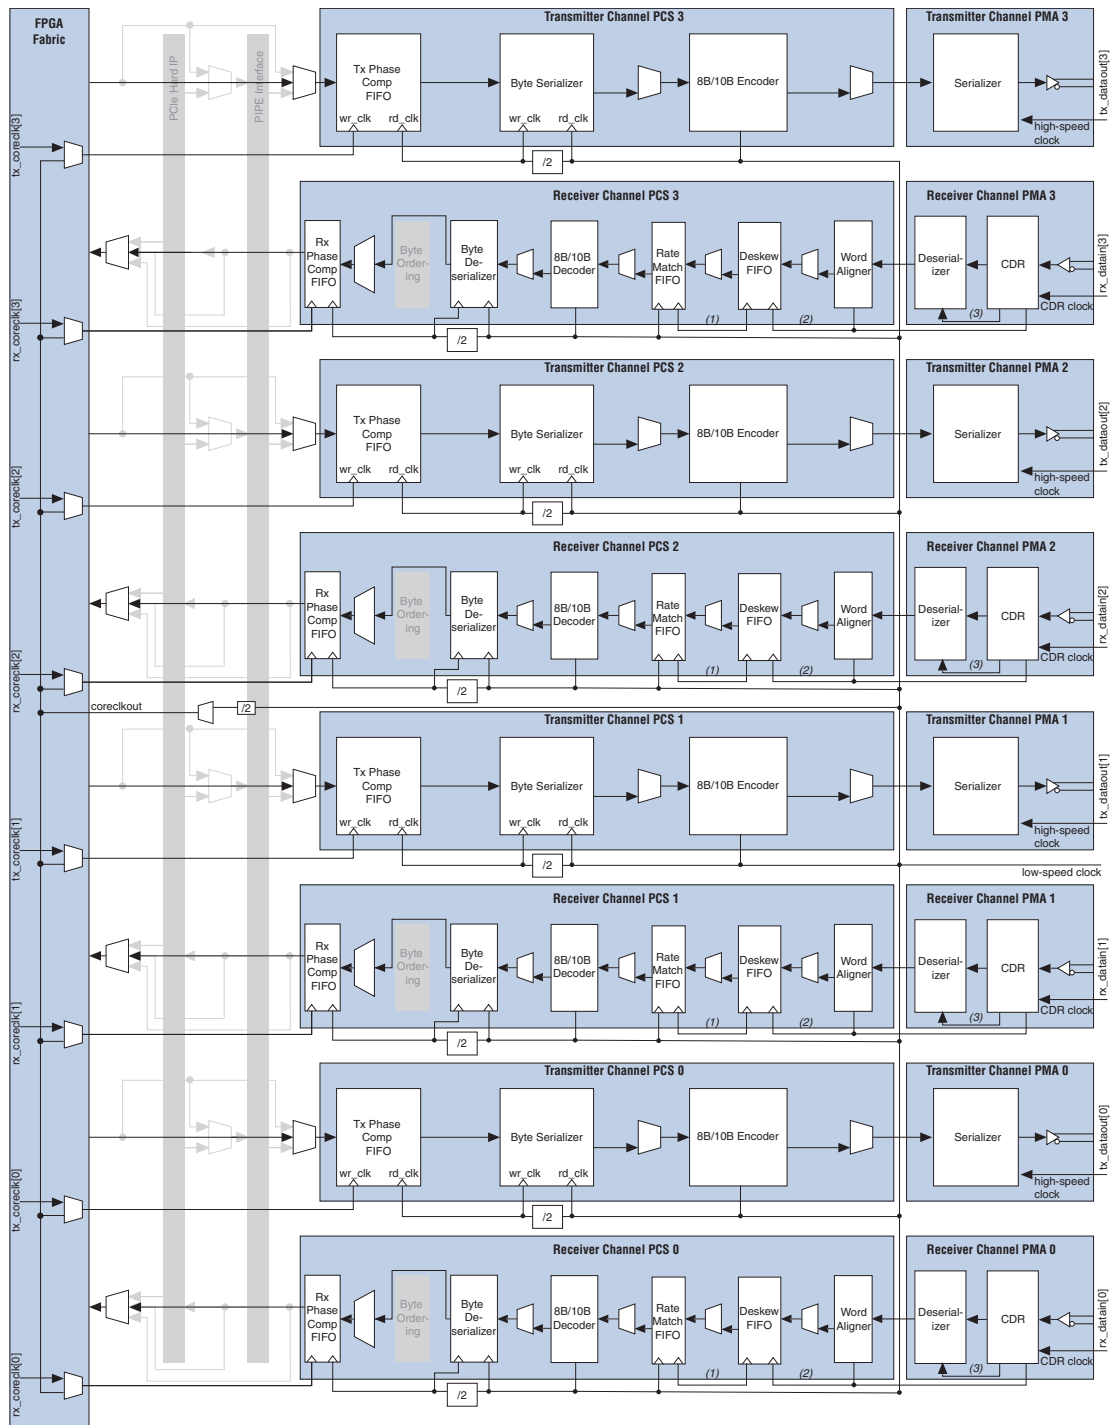 FPGA
Fabric
PCIe Hard IP
PIPE Interface
Transmitter Channel PCS 3
Tx Phase
Comp
FIFO
wr_clk
rd_clk
Byte Serializer
wr_clk
rd_clk
8B/10B Encoder
/2
Transmitter Channel PMA 3
Serializer
high-speed
clock
tx_dataout[3]
tx_coreclk[3]
Receiver Channel PCS 3
Rx
Phase
Comp
FIFO
Byte
Order-
ing
Byte
De-
serializer
8B/10B
Decoder
Rate
Match
FIFO
Deskew
FIFO
Word
Aligner
(1)
(2)
/2
Receiver Channel PMA 3
Deserial-
izer
CDR
(3)
CDR clock
rx_datain[3]
rx_coreclk[3]
Transmitter Channel PCS 2
Tx Phase
Comp
FIFO
wr_clk
rd_clk
Byte Serializer
wr_clk
rd_clk
8B/10B Encoder
/2
Transmitter Channel PMA 2
Serializer
high-speed
clock
tx_dataout[2]
tx_coreclk[2]
Receiver Channel PCS 2
Rx
Phase
Comp
FIFO
Byte
Order-
ing
Byte
De-
serializer
8B/10B
Decoder
Rate
Match
FIFO
Deskew
FIFO
Word
Aligner
(1)
(2)
/2
Receiver Channel PMA 2
Deserial-
izer
CDR
(3)
CDR clock
rx_datain[2]
rx_coreclk[2]
coreclkout
/2
Transmitter Channel PCS 1
Tx Phase
Comp
FIFO
wr_clk
rd_clk
Byte Serializer
wr_clk
rd_clk
8B/10B Encoder
/2
Transmitter Channel PMA 1
Serializer
high-speed
clock
tx_dataout[1]
tx_coreclk[1]
low-speed clock
Receiver Channel PCS 1
Rx
Phase
Comp
FIFO
Byte
Order-
ing
Byte
De-
serializer
8B/10B
Decoder
Rate
Match
FIFO
Deskew
FIFO
Word
Aligner
(1)
(2)
/2
Receiver Channel PMA 1
Deserial-
izer
CDR
(3)
CDR clock
rx_datain[1]
rx_coreclk[1]
Transmitter Channel PCS 0
Tx Phase
Comp
FIFO
wr_clk
rd_clk
Byte Serializer
wr_clk
rd_clk
8B/10B Encoder
/2
Transmitter Channel PMA 0
Serializer
high-speed
clock
tx_dataout[0]
tx_coreclk[0]
Receiver Channel PCS 0
Rx
Phase
Comp
FIFO
Byte
Order-
ing
Byte
De-
serializer
8B/10B
Decoder
Rate
Match
FIFO
Deskew
FIFO
Word
Aligner
(1)
(2)
/2
Receiver Channel PMA 0
Deserial-
izer
CDR
(3)
CDR clock
rx_datain[0]
rx_coreclk[0]